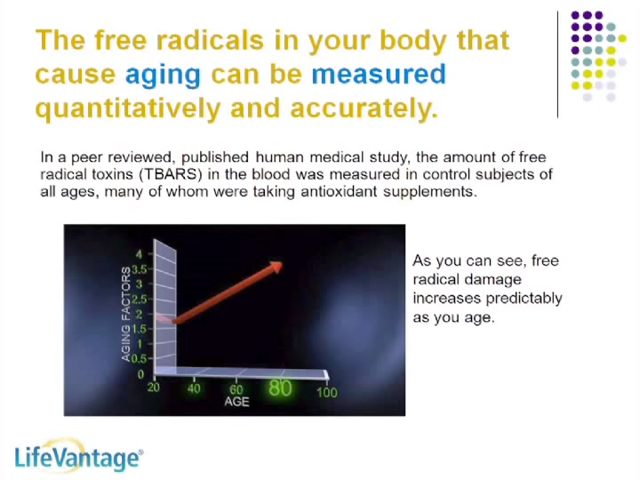 The free radicals in your body that
cause aging can be measured
quantitatively and accurately.
In a peer reviewed, published human medical study, the amount of free
radical toxins (TBARS) in the blood was measured in control subjects of
all ages, many of whom were taking antioxidant supplements.
AGING FACTORS
4
3.5
3
2.5
2
1.5
1
0.5
0
20 40 60 80 100
AGE
As you can see, free
radical damage
increases predictably
as you age.
LifeVantage®